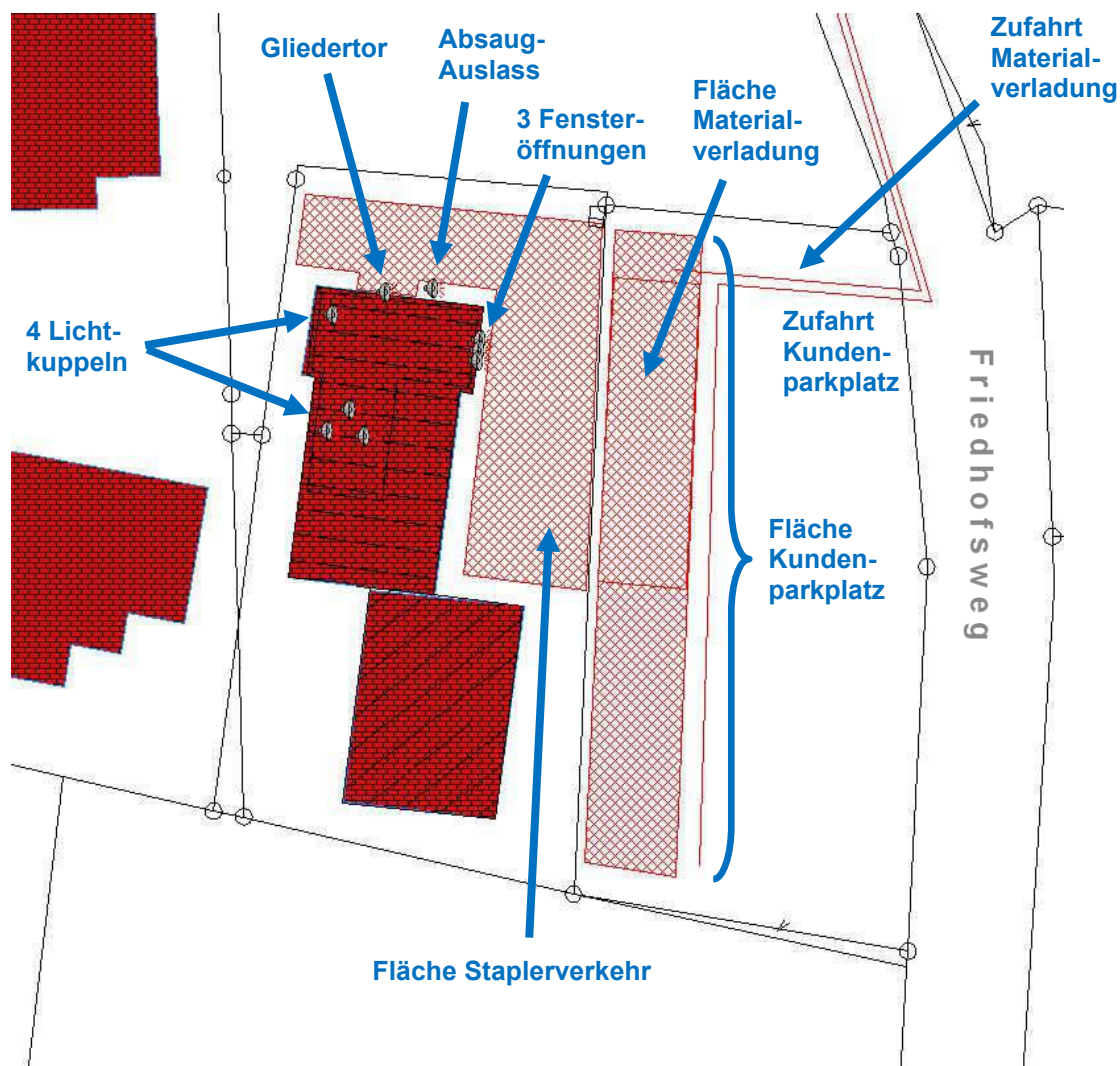 Gliedertor
Absaug-
Auslass
Zufahrt
Material-
verladung
3 Fenster-
öffnungen
Fläche
Material-
verladung
4 Licht-
kuppeln
Zufahrt
Kunden-
parkplatz
Friedhofsweg
Fläche
Kunden-
parkplatz
Fläche Staplerverkehr